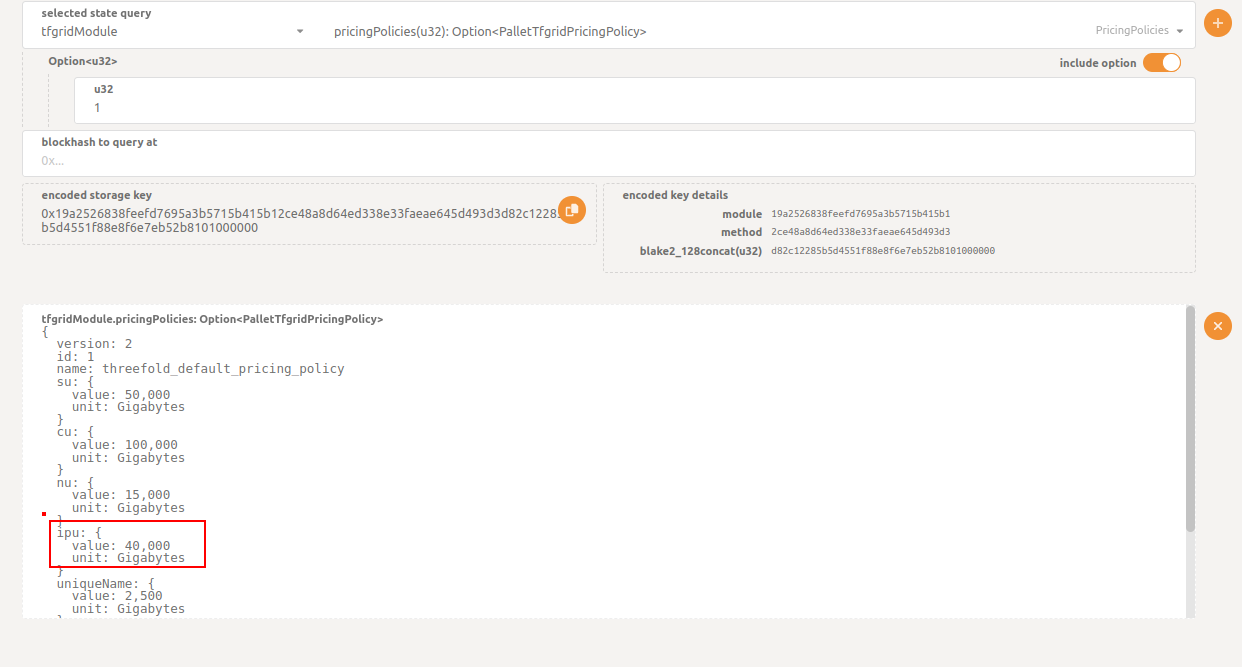 selected state query
tfgridModule
pricingPolicies(u32): Option<PalletTfgridPricingPolicy>
PricingPolicies
Option<u32>
include option
u32
1
blockhash to query at
0x...
encoded storage key
0x19a2526838feefd7695a3b5715b415b12ce48a8d64ed338e33faeae645d493d3d82c12285
b5d4551f88e8f6e7eb52b8101000000
encoded key details
module 19a2526838feefd7695a3b5715b415b1
method 2ce48a8d64ed338e33faeae645d493d3
blake2_128concat(u32) d82c12285b5d4551f88e8f6e7eb52b8101000000
tfgridModule.pricingPolicies: Option<PalletTfgridPricingPolicy>
{
version: 2
id: 1
name: threefold_default_pricing_policy
su: {
value: 50,000
unit: Gigabytes
}
cu: {
value: 100,000
unit: Gigabytes
}
nu: {
value: 15,000
unit: Gigabytes
}
ipu: {
value: 40,000
unit: Gigabytes
}
uniqueName: {
value: 2,500
unit: Gigabytes
}